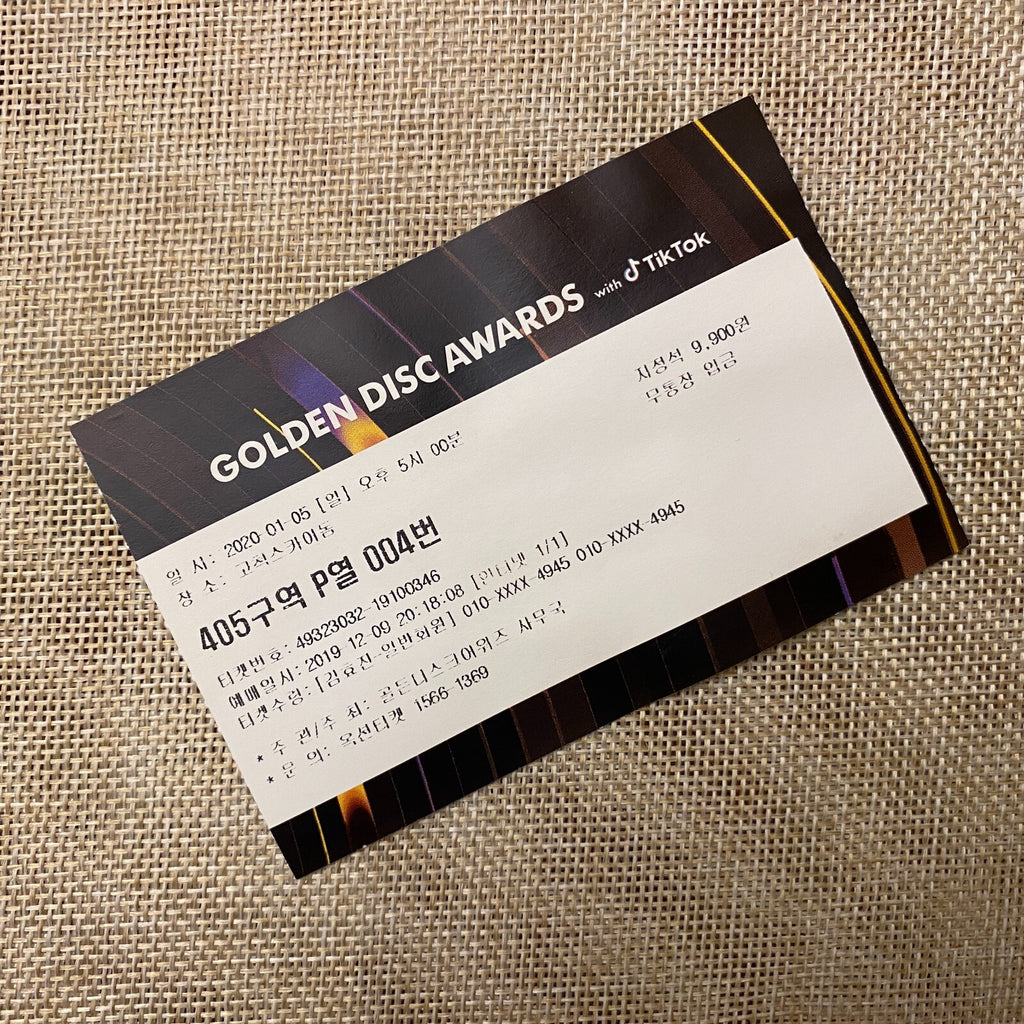 GOLDEN DISC AWARDS with TikTok
지정석 9,900원
무통장 입금
일 시: 2020-01-05 [일] 오후 5시 00분
장 소: 고척스카이돔
405구역 P열 004번
티켓번호: 49323032-19100346
예매일시: 2019-12-09 20:18:08 [인터넷 1/1]
티켓수령: [김효진-일반회원] 010-XXXX-4945 010-XXXX-4945
* 주 관/주 최: 골든디스크어워즈 사무국
* 문 의: 옥션티켓 1566-1369